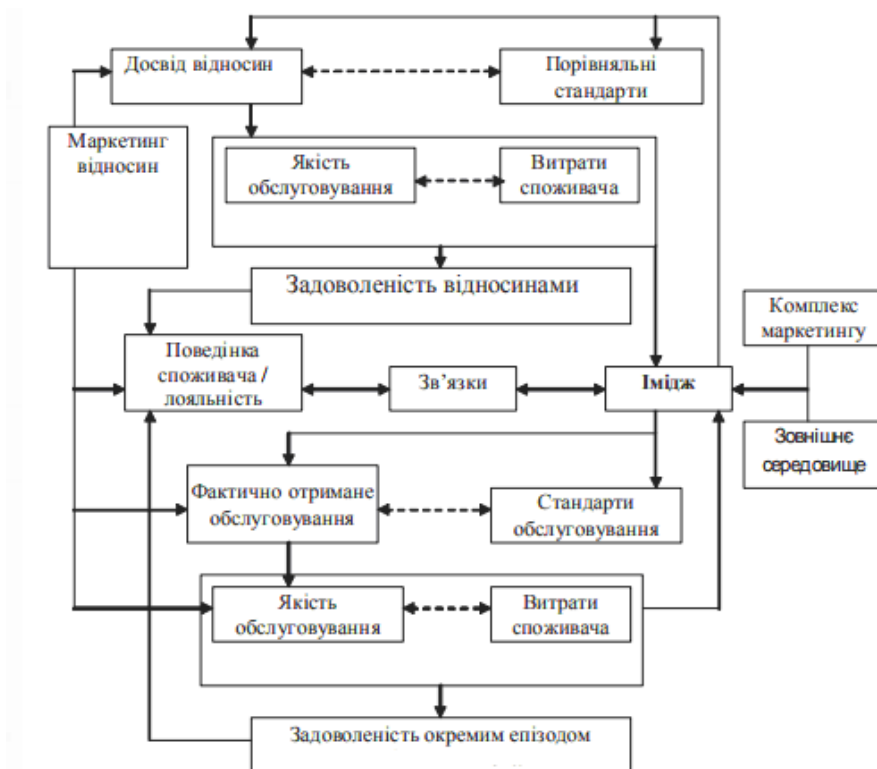 Досвід відносин
Порівняльні
стандарти
Маркетинг
відносин
Якість
обслуговування
Витрати
споживача
Задоволеність відносинами
Комплекс
маркетингу
Поведінка
споживача /
лояльність
Зв’язки
Імідж
Зовнішнє
середовище
Фактично отримане
обслуговування
Стандарти
обслуговування
Якість
обслуговування
Витрати
споживача
Задоволеність окремим епізодом